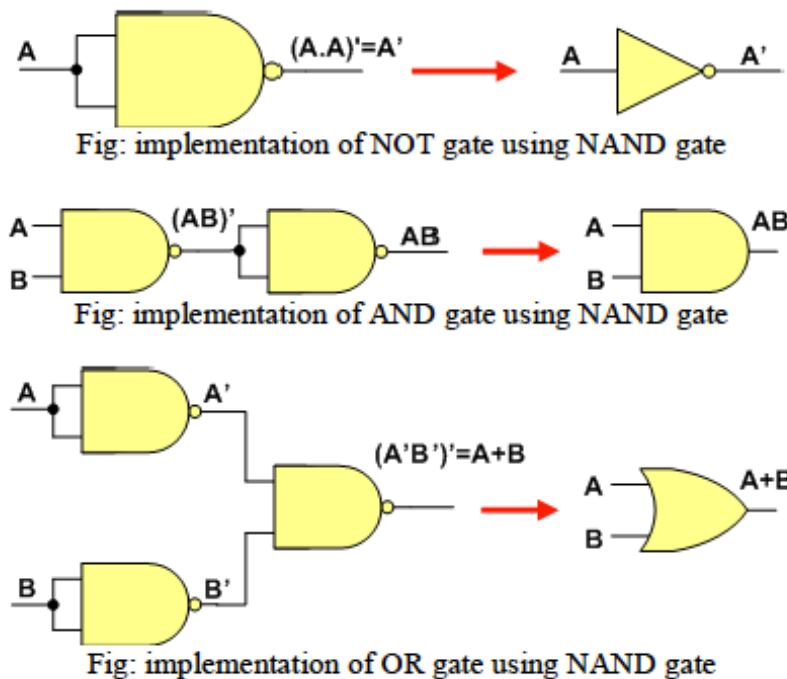 A (A.A)'=A' A A'
Fig: implementation of NOT gate using NAND gate
A (AB)' AB A AB
B B
Fig: implementation of AND gate using NAND gate
A A'
(A'B')'=A+B A A+B
B B' B
Fig: implementation of OR gate using NAND gate